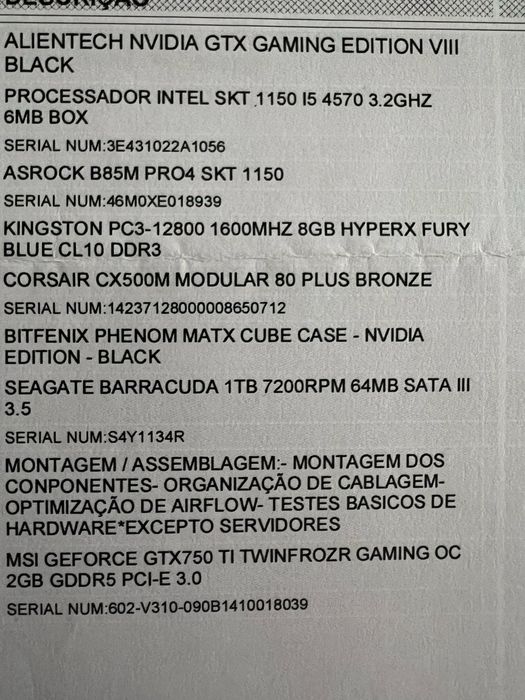 DESCRIÇÃO
ALIENTECH NVIDIA GTX GAMING EDITION VIII
BLACK
PROCESSADOR INTEL SKT 1150 I5 4570 3.2GHZ
6MB BOX
SERIAL NUM:3E431022A1056
ASROCK B85M PRO4 SKT 1150
SERIAL NUM:46M0XE018939
KINGSTON PC3-12800 1600MHZ 8GB HYPERX FURY
BLUE CL10 DDR3
CORSAIR CX500M MODULAR 80 PLUS BRONZE
SERIAL NUM:14237128000008650712
BITFENIX PHENOM MATX CUBE CASE - NVIDIA
EDITION - BLACK
SEAGATE BARRACUDA 1TB 7200RPM 64MB SATA III
3.5
SERIAL NUM:S4Y1134R
MONTAGEM / ASSEMBLAGEM:- MONTAGEM DOS
CONPONENTES- ORGANIZAÇÃO DE CABLAGEM-
OPTIMIZAÇÃO DE AIRFLOW- TESTES BASICOS DE
HARDWARE*EXCEPTO SERVIDORES
MSI GEFORCE GTX750 TI TWINFROZR GAMING OC
2GB GDDR5 PCI-E 3.0
SERIAL NUM:602-V310-090B1410018039